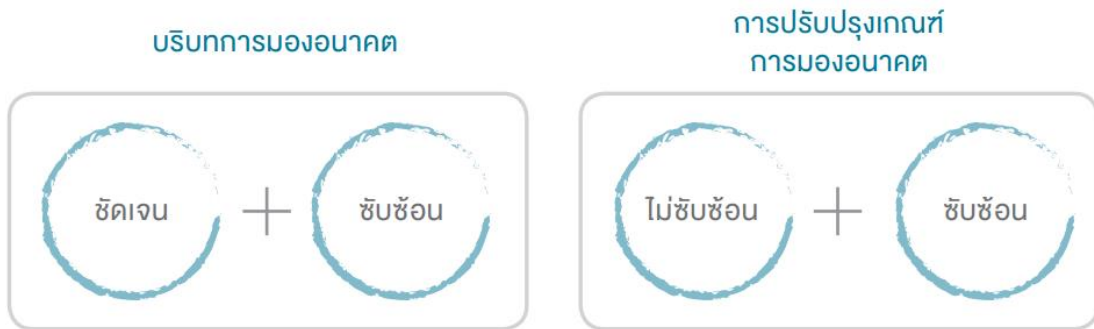 บริบทการมองอนาคต
ชัดเจน + ซับซ้อน
การปรับปรุงเกณฑ์
การมองอนาคต
ไม่ซับซ้อน + ซับซ้อน